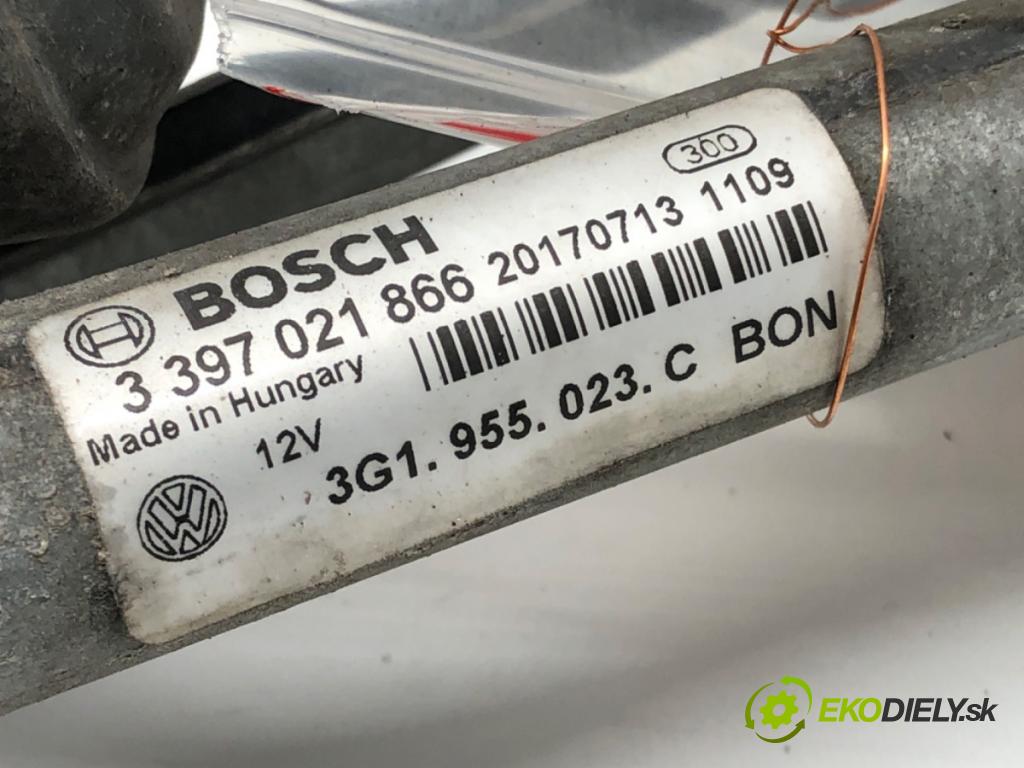 300
BOSCH
3 397 021 866 20170713 1109
Made in Hungary
12V
3G1. 955. 023. C BON
EKODIELY.sk